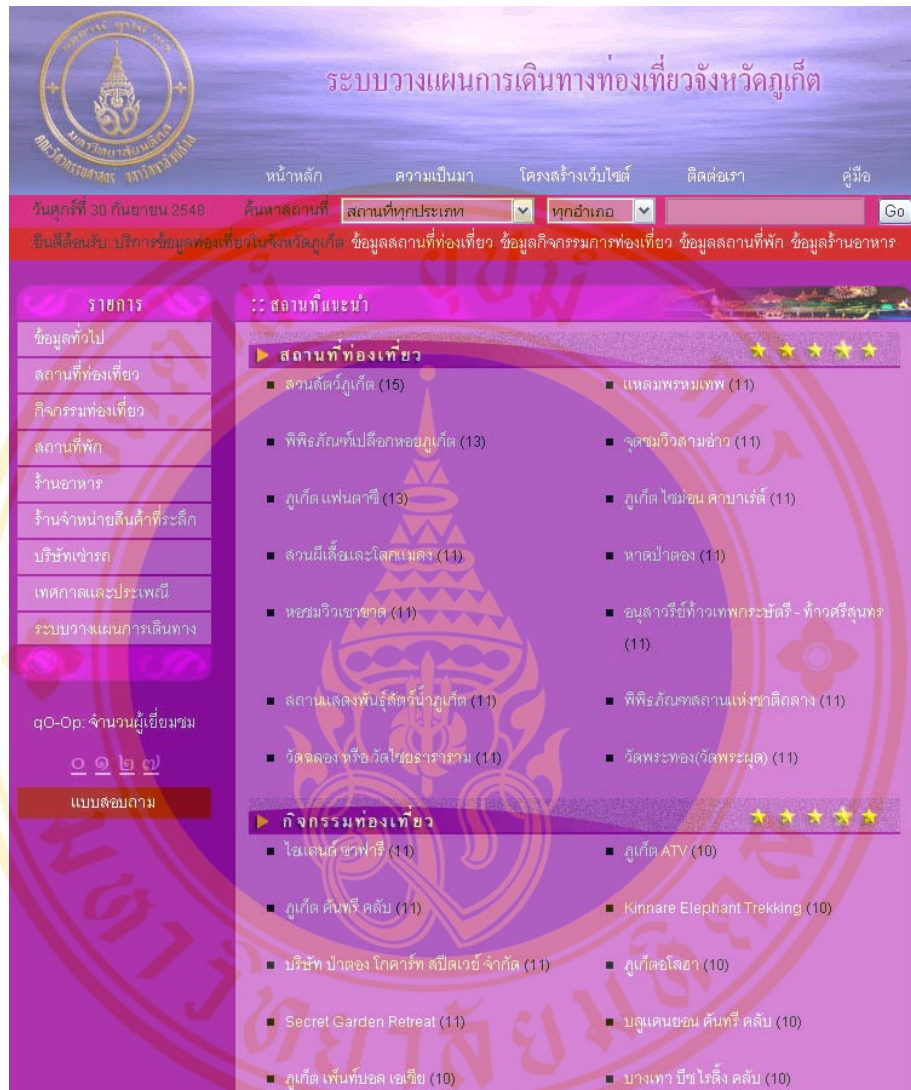 ระบบวางแผนการเดินทางท่องเที่ยวจังหวัดภูเก็ต
หน้าหลัก ความเป็นมา โครงสร้างเว็บไซต์ ติดต่อเรา คู่มือ
วันศุกร์ที่ 30 กันยายน 2548 ค้นหาสถานที่ สถานที่ทุกประเภท ทุกอำเภอ Go
ยินดีต้อนรับ บริการข้อมูลท่องเที่ยวในจังหวัดภูเก็ต ข้อมูลสถานที่ท่องเที่ยว ข้อมูลกิจกรรมการท่องเที่ยว ข้อมูลสถานที่พัก ข้อมูลร้านอาหาร
รายการ
ข้อมูลทั่วไป
สถานที่ท่องเที่ยว
กิจกรรมท่องเที่ยว
สถานที่พัก
ร้านอาหาร
ร้านจำหน่ายสินค้าที่ระลึก
บริษัทเช่ารถ
เทศกาลและประเพณี
ระบบวางแผนการเดินทาง
qO-Op: จำนวนผู้เยี่ยมชม
๐ ๑ ๒ ๗
แบบสอบถาม
:: สถานที่แนะนำ
สถานที่ท่องเที่ยว
สวนสัตว์ภูเก็ต (15) แหลมพรหมเทพ (11)
พิพิธภัณฑ์เปลือกหอยภูเก็ต (13) จุดชมวิวสามอ่าว (11)
ภูเก็ต แฟนตาซี (13) ภูเก็ต ไซม่อน คาบาเร่ต์ (11)
สวนผีเสื้อและโลกแมลง (11) หาดป่าตอง (11)
หอชมวิวเขาขาด (11) อนุสาวรีย์ท้าวเทพกระษัตรี - ท้าวศรีสุนทร
(11)
สถานแสดงพันธุ์สัตว์น้ำภูเก็ต (11) พิพิธภัณฑสถานแห่งชาติถลาง (11)
วัดฉลอง หรือ วัดไชยธาราราม (11) วัดพระทอง(วัดพระผุด) (11)
กิจกรรมท่องเที่ยว
ไอแลนด์ ซาฟารี (11) ภูเก็ต ATV (10)
ภูเก็ต คันทรี คลับ (11) Kinnare Elephant Trekking (10)
บริษัท ป่าตอง โกคาร์ท สปีดเวย์ จำกัด (11) ภูเก็ตอโลฮา (10)
Secret Garden Retreat (11) บลูแคนยอน คันทรี คลับ (10)
ภูเก็ต เพ็นท์บอล เอเชีย (10) บางเทา บีช ไรดิ้ง คลับ (10)
มหาวิทยาลัยมหิดล